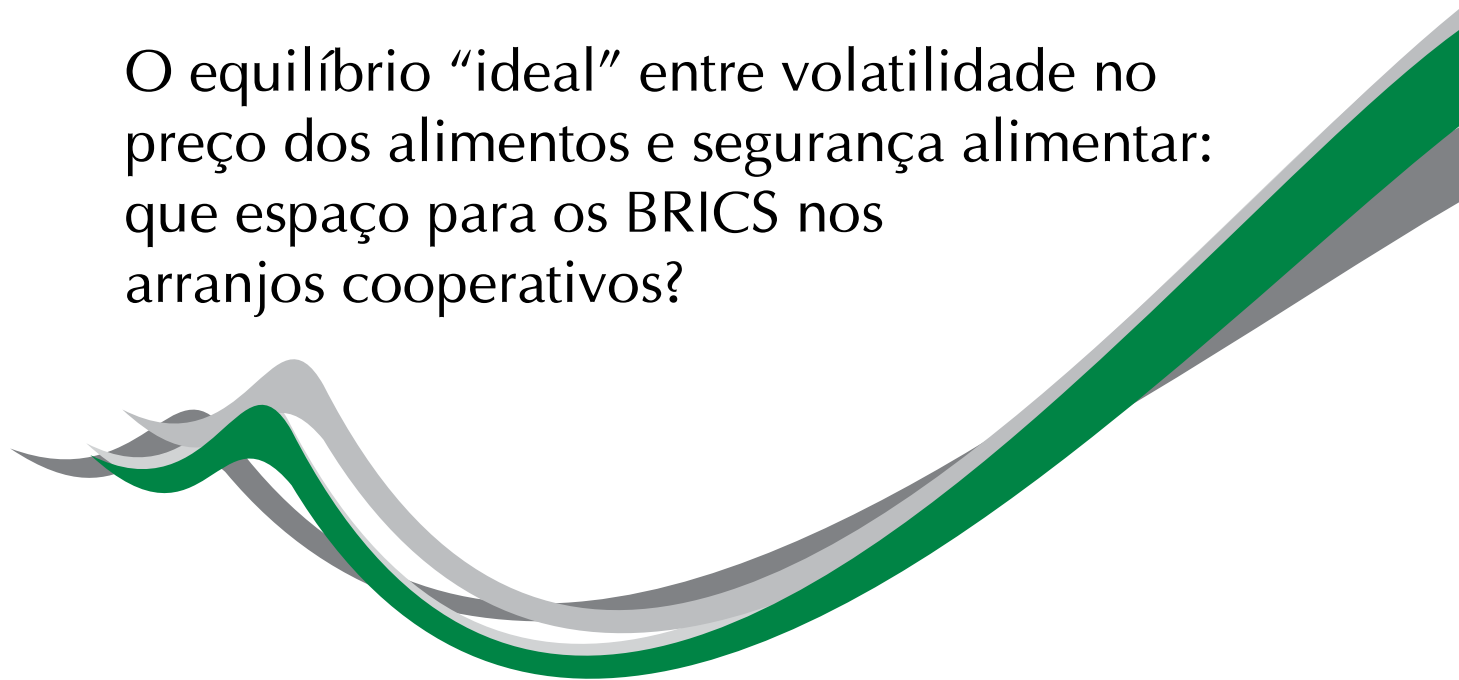 O equilíbrio “ideal” entre volatilidade no
preço dos alimentos e segurança alimentar:
que espaço para os BRICS nos
arranjos cooperativos?